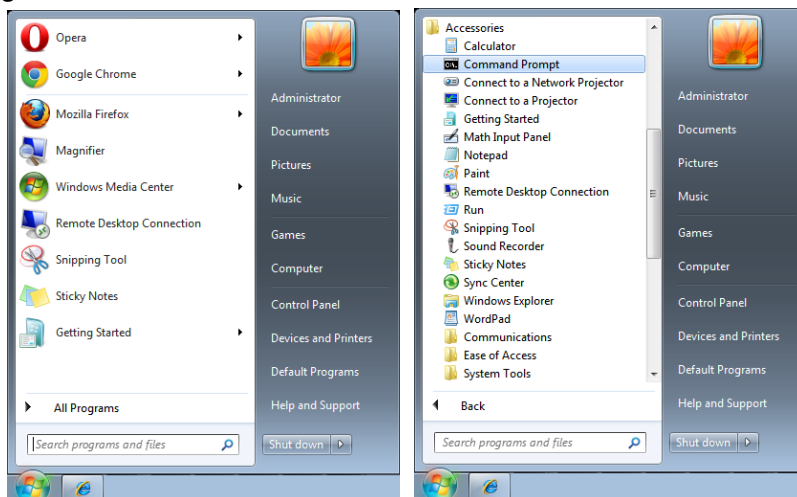 Opera
Google Chrome
Mozilla Firefox
Magnifier
Windows Media Center
Remote Desktop Connection
Snipping Tool
Sticky Notes
Getting Started
All Programs
Search programs and files
Administrator
Documents
Pictures
Music
Games
Computer
Control Panel
Devices and Printers
Default Programs
Help and Support
Shut down
Accessories
Calculator
Command Prompt
Connect to a Network Projector
Connect to a Projector
Getting Started
Math Input Panel
Notepad
Paint
Remote Desktop Connection
Run
Snipping Tool
Sound Recorder
Sticky Notes
Sync Center
Windows Explorer
WordPad
Communications
Ease of Access
System Tools
Back
Search programs and files
Administrator
Documents
Pictures
Music
Games
Computer
Control Panel
Devices and Printers
Default Programs
Help and Support
Shut down